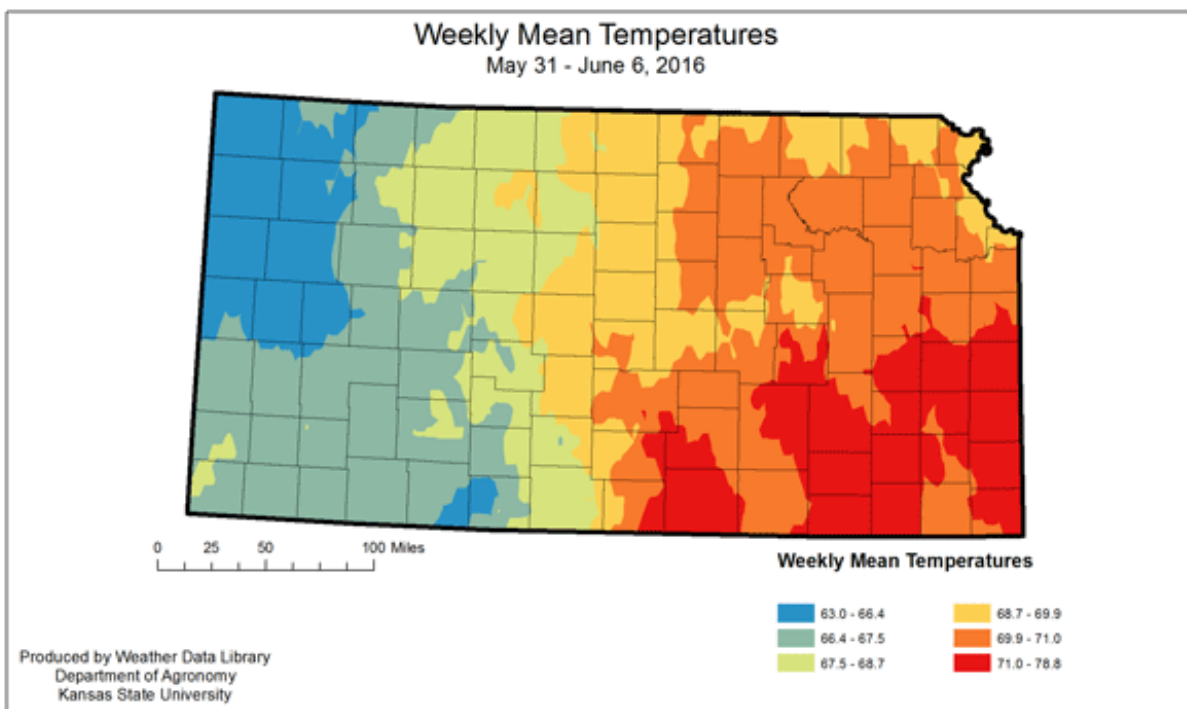 Weekly Mean Temperatures
May 31 - June 6, 2016
0 25 50 100 Miles
Weekly Mean Temperatures
63.0 - 66.4
66.4 - 67.5
67.5 - 68.7
68.7 - 69.9
69.9 - 71.0
71.0 - 78.8
Produced by Weather Data Library
Department of Agronomy
Kansas State University